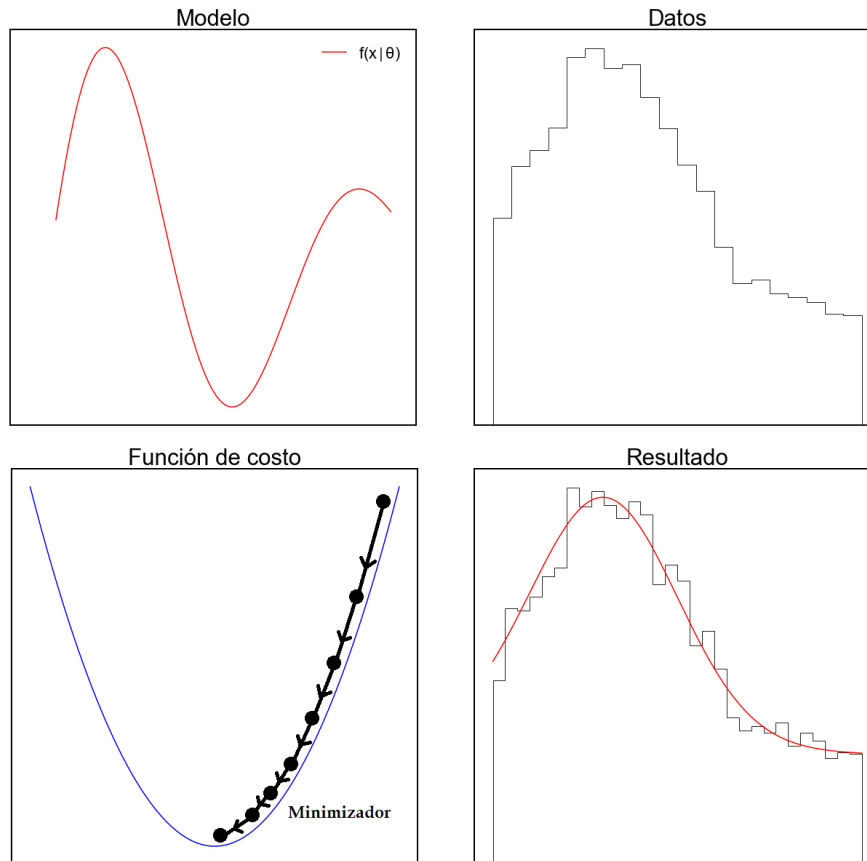 Modelo
f(x|θ)
Datos
Función de costo
Minimizador
Resultado